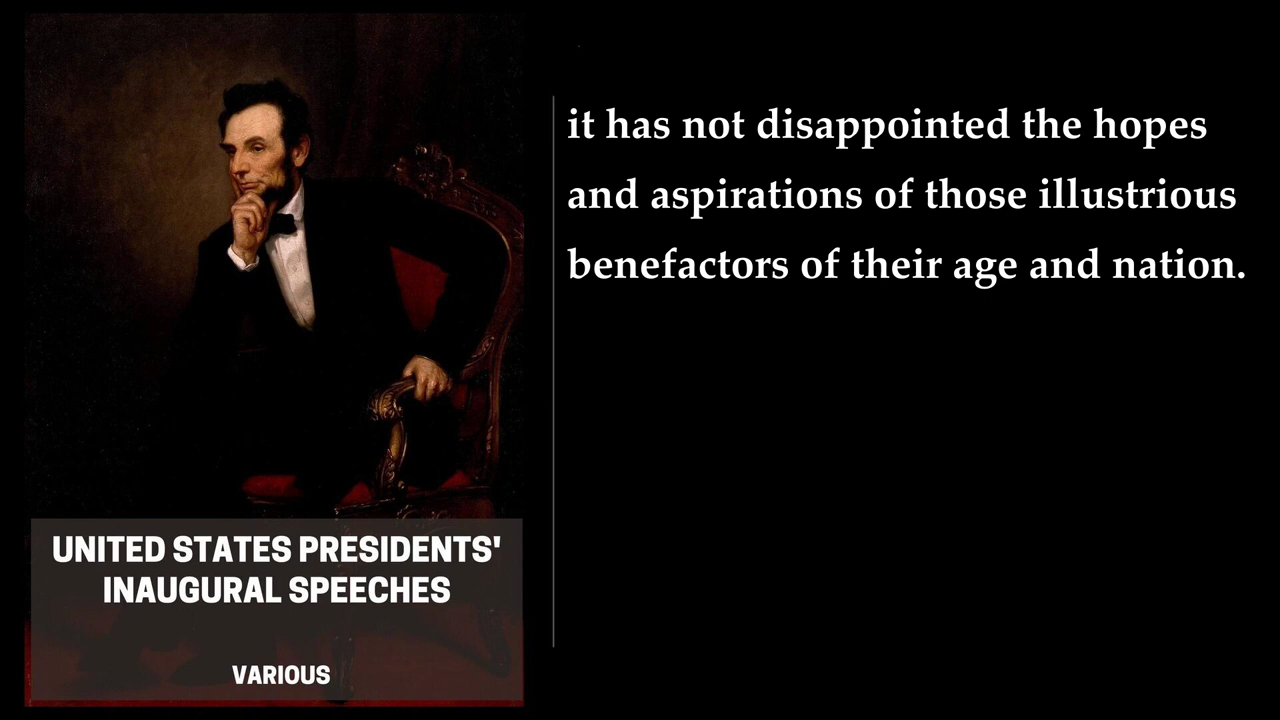 it has not disappointed the hopes
and aspirations of those illustrious
benefactors of their age and nation.
UNITED STATES PRESIDENTS'
INAUGURAL SPEECHES
VARIOUS